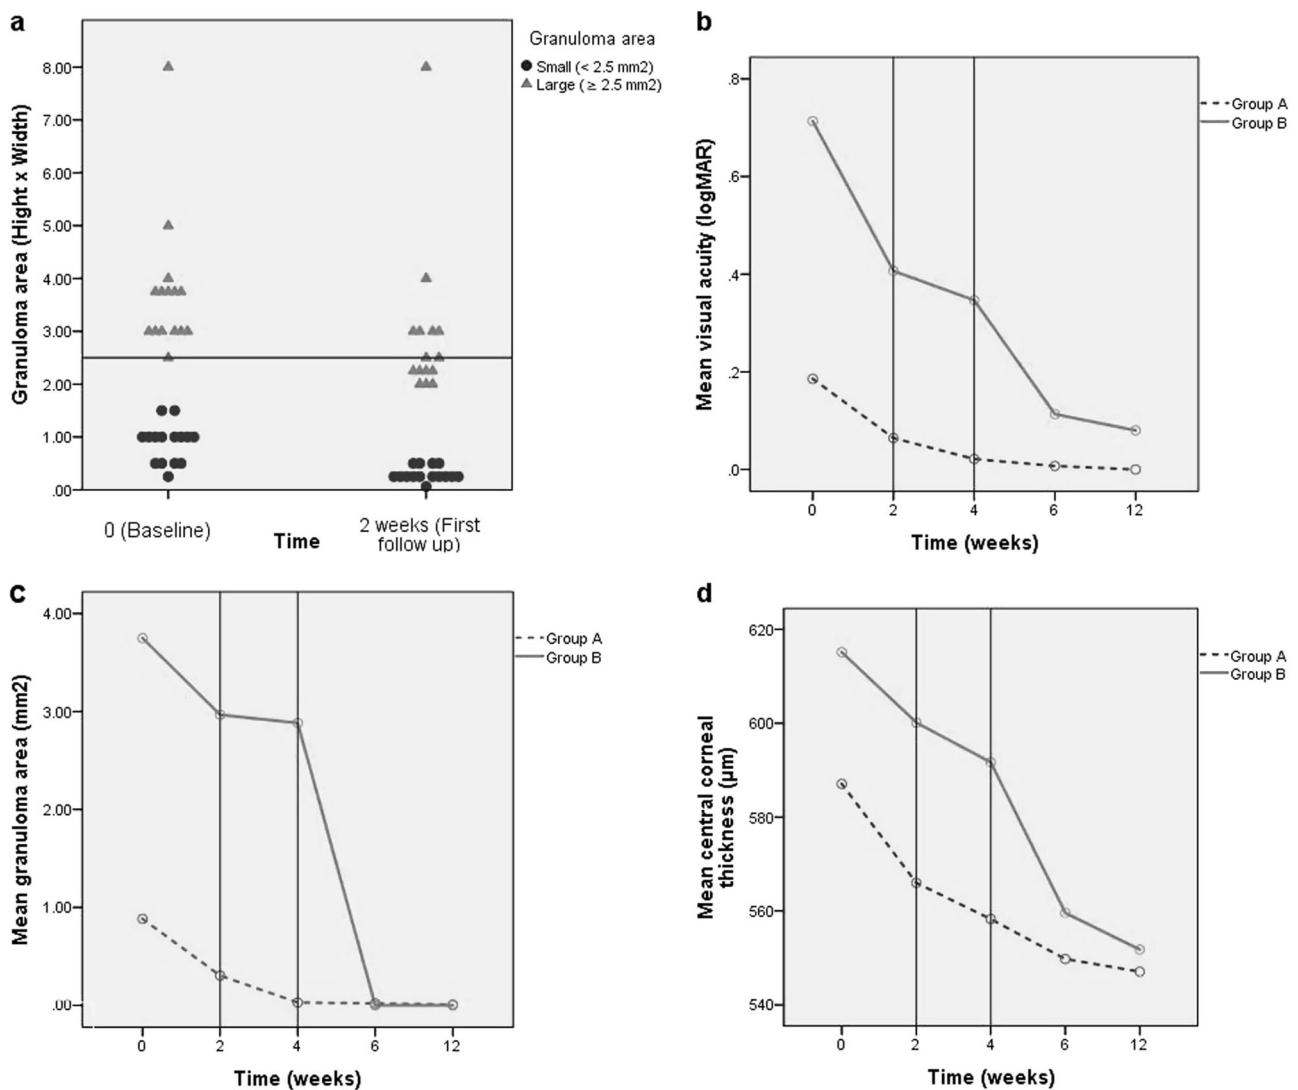 a
Granuloma area
Small (< 2.5 mm2)
Large ( ≥ 2.5 mm2)
Granuloma area (Hight x Width)
8.00
7.00
6.00
5.00
4.00
3.00
2.00
1.00
.00
0 (Baseline)
2 weeks (First
follow up)
Time
b
Group A
Group B
Mean visual acuity (logMAR)
.8
.6
.4
.2
.0
0 2 4 6 12
Time (weeks)
c
Group A
Group B
Mean granuloma area (mm2)
4.00
3.00
2.00
1.00
.00
0 2 4 6 12
Time (weeks)
d
Group A
Group B
Mean central corneal
thickness (µm)
620
600
580
560
540
0 2 4 6 12
Time (weeks)